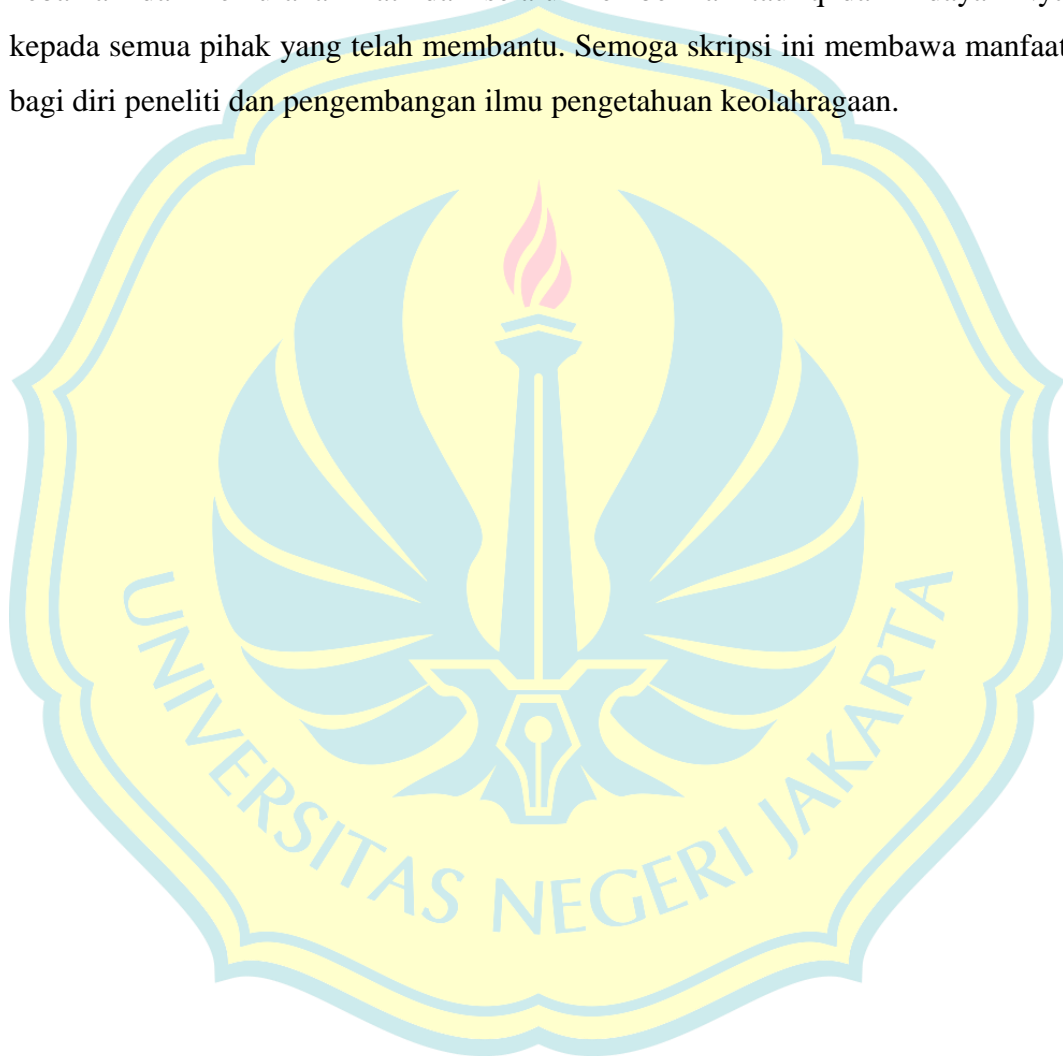 kepada semua pihak yang telah membantu. Semoga skripsi ini membawa manfaat
bagi diri peneliti dan pengembangan ilmu pengetahuan keolahragaan.
UNIVERSITAS NEGERI JAKARTA